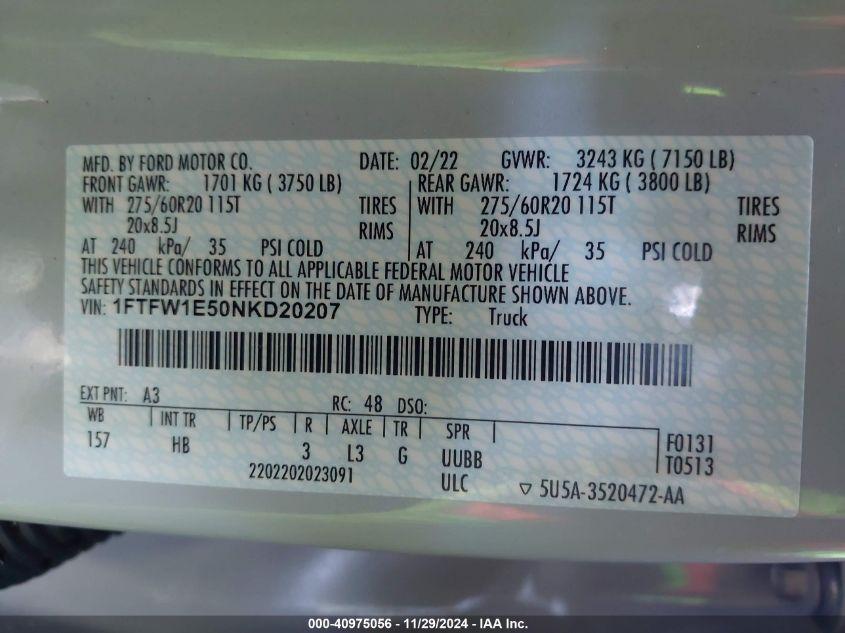 MFD. BY FORD MOTOR CO. DATE: 02/22 GVWR: 3243 KG ( 7150 LB)
FRONT GAWR: 1701 KG ( 3750 LB) REAR GAWR: 1724 KG ( 3800 LB)
WITH 275/60R20 115T TIRES WITH 275/60R20 115T TIRES
20x8.5J RIMS 20x8.5J RIMS
AT 240 kPa/ 35 PSI COLD AT 240 kPa/ 35 PSI COLD
THIS VEHICLE CONFORMS TO ALL APPLICABLE FEDERAL MOTOR VEHICLE
SAFETY STANDARDS IN EFFECT ON THE DATE OF MANUFACTURE SHOWN ABOVE.
VIN: 1FTFW1E50NKD20207 TYPE: Truck
EXT PNT: A3 RC: 48 DSO:
WB INT TR TP/PS R AXLE TR SPR
157 HB 3 L3 G UUBB
F0131
T0513
2202202023091 ULC ▽ 5U5A-3520472-AA
000-40975056 - 11/29/2024 - IAA Inc.